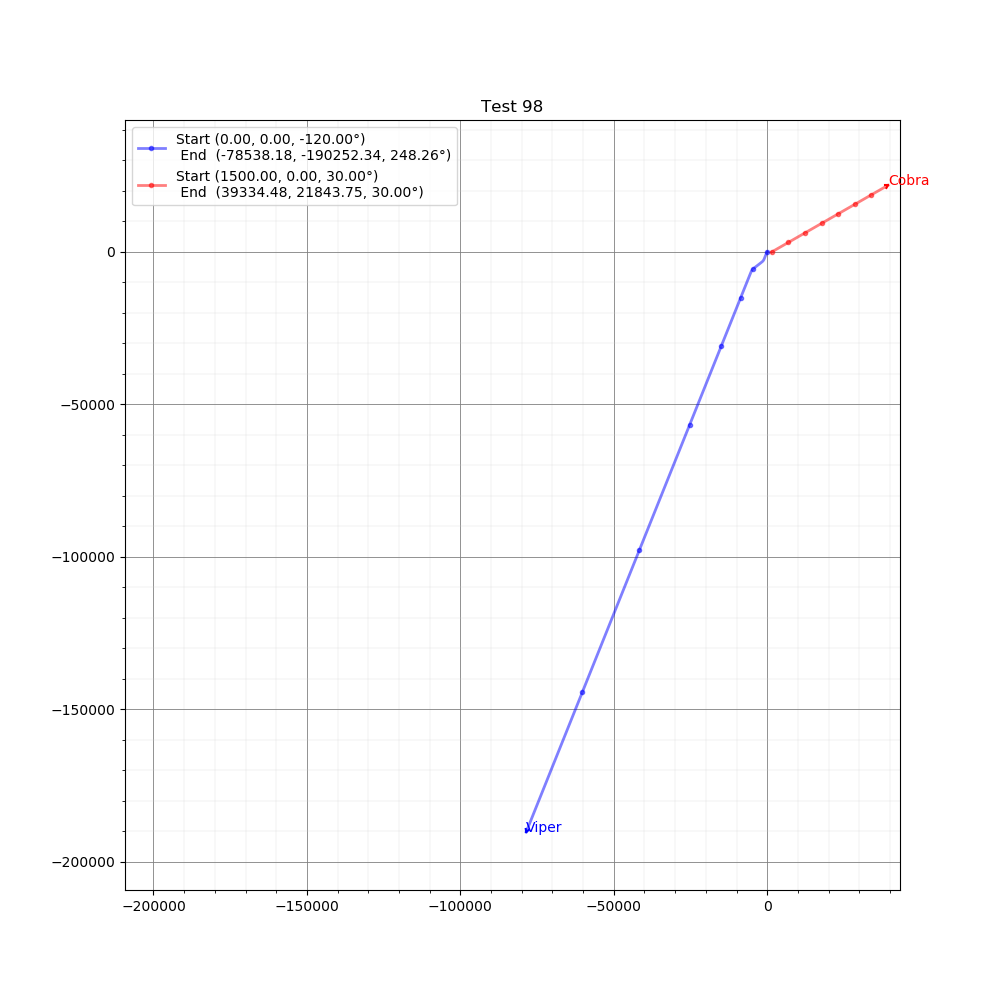 Test 98
Start (0.00, 0.00, -120.00°)
End (-78538.18, -190252.34, 248.26°)
Start (1500.00, 0.00, 30.00°)
End (39334.48, 21843.75, 30.00°)
Cobra
0
−50000
−100000
−150000
Viper
−200000
−200000 −150000 −100000 −50000 0